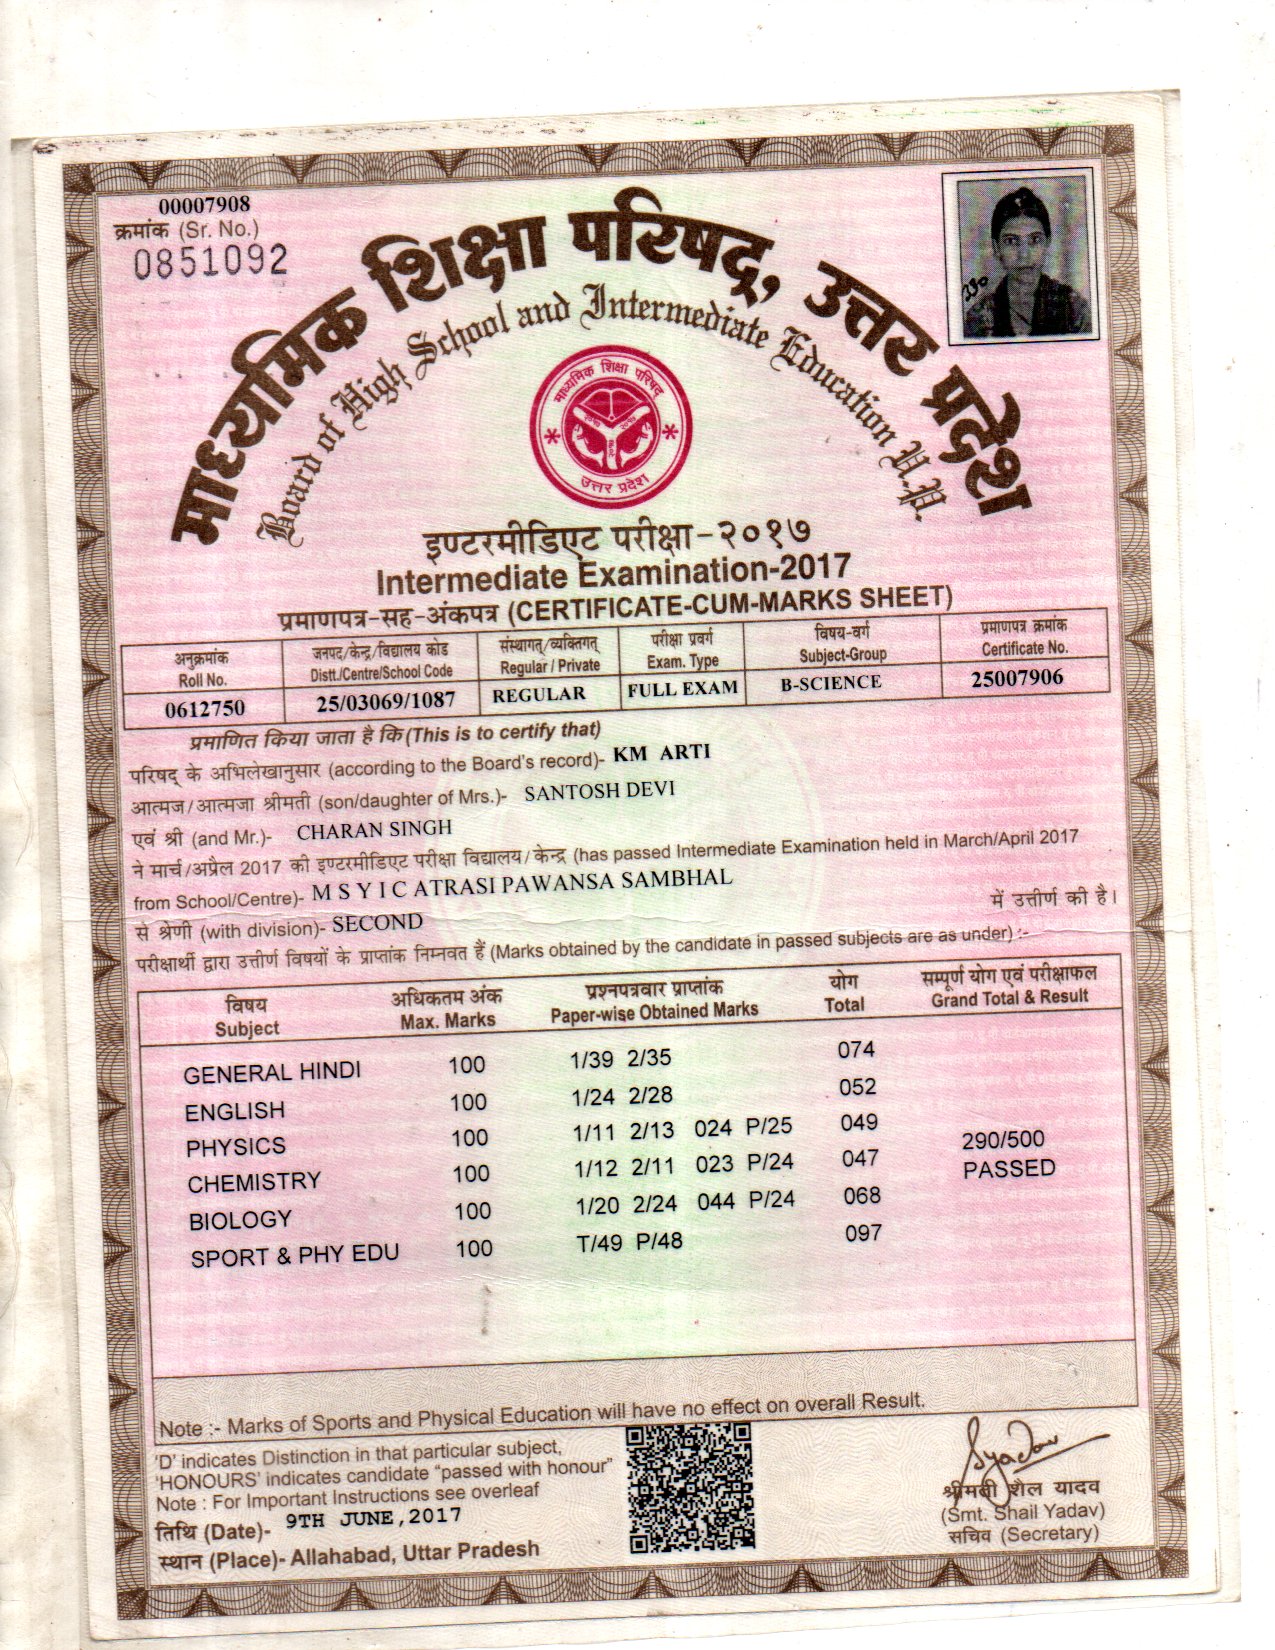 00007908
क्रमांक (Sr. No.)
0851092
माध्यमिक शिक्षा परिषद्, उत्तर प्रदेश
Board of High School and Intermediate Education U.P.
माध्यमिक शिक्षा परिषद्
उत्तर प्रदेश
इण्टरमीडिएट परीक्षा-२०१७
Intermediate Examination-2017
प्रमाणपत्र-सह-अंकपत्र (CERTIFICATE-CUM-MARKS SHEET)
अनुक्रमांक जनपद/केन्द्र/विद्यालय कोड संस्थागत्/व्यक्तिगत् परीक्षा प्रवर्ग विषय-वर्ग प्रमाणपत्र क्रमांक
Roll No. Distt./Centre/School Code Regular / Private Exam. Type Subject-Group Certificate No.
0612750 25/03069/1087 REGULAR FULL EXAM B-SCIENCE 25007906
प्रमाणित किया जाता है कि (This is to certify that)
परिषद् के अभिलेखानुसार (according to the Board's record)- KM ARTI
आत्मज/आत्मजा श्रीमती (son/daughter of Mrs.)- SANTOSH DEVI
एवं श्री (and Mr.)- CHARAN SINGH
ने मार्च/अप्रैल 2017 की इण्टरमीडिएट परीक्षा विद्यालय/केन्द्र (has passed Intermediate Examination held in March/April 2017
from School/Centre)- M S Y I C ATRASI PAWANSA SAMBHAL
में उत्तीर्ण की है।
से श्रेणी (with division)- SECOND
परीक्षार्थी द्वारा उत्तीर्ण विषयों के प्राप्तांक निम्नवत हैं (Marks obtained by the candidate in passed subjects are as under) :-
विषय अधिकतम अंक प्रश्नपत्रवार प्राप्तांक योग सम्पूर्ण योग एवं परीक्षाफल
Subject Max. Marks Paper-wise Obtained Marks Total Grand Total & Result
GENERAL HINDI 100 1/39 2/35 074
ENGLISH 100 1/24 2/28 052
PHYSICS 100 1/11 2/13 024 P/25 049 290/500
CHEMISTRY 100 1/12 2/11 023 P/24 047 PASSED
BIOLOGY 100 1/20 2/24 044 P/24 068
SPORT & PHY EDU 100 T/49 P/48 097
Note :- Marks of Sports and Physical Education will have no effect on overall Result.
'D' indicates Distinction in that particular subject,
'HONOURS' indicates candidate "passed with honour"
Note : For Important Instructions see overleaf
तिथि (Date)- 9TH JUNE,2017
स्थान (Place)- Allahabad, Uttar Pradesh
SYadav
श्रीमती शैल यादव
(Smt. Shail Yadav)
सचिव (Secretary)